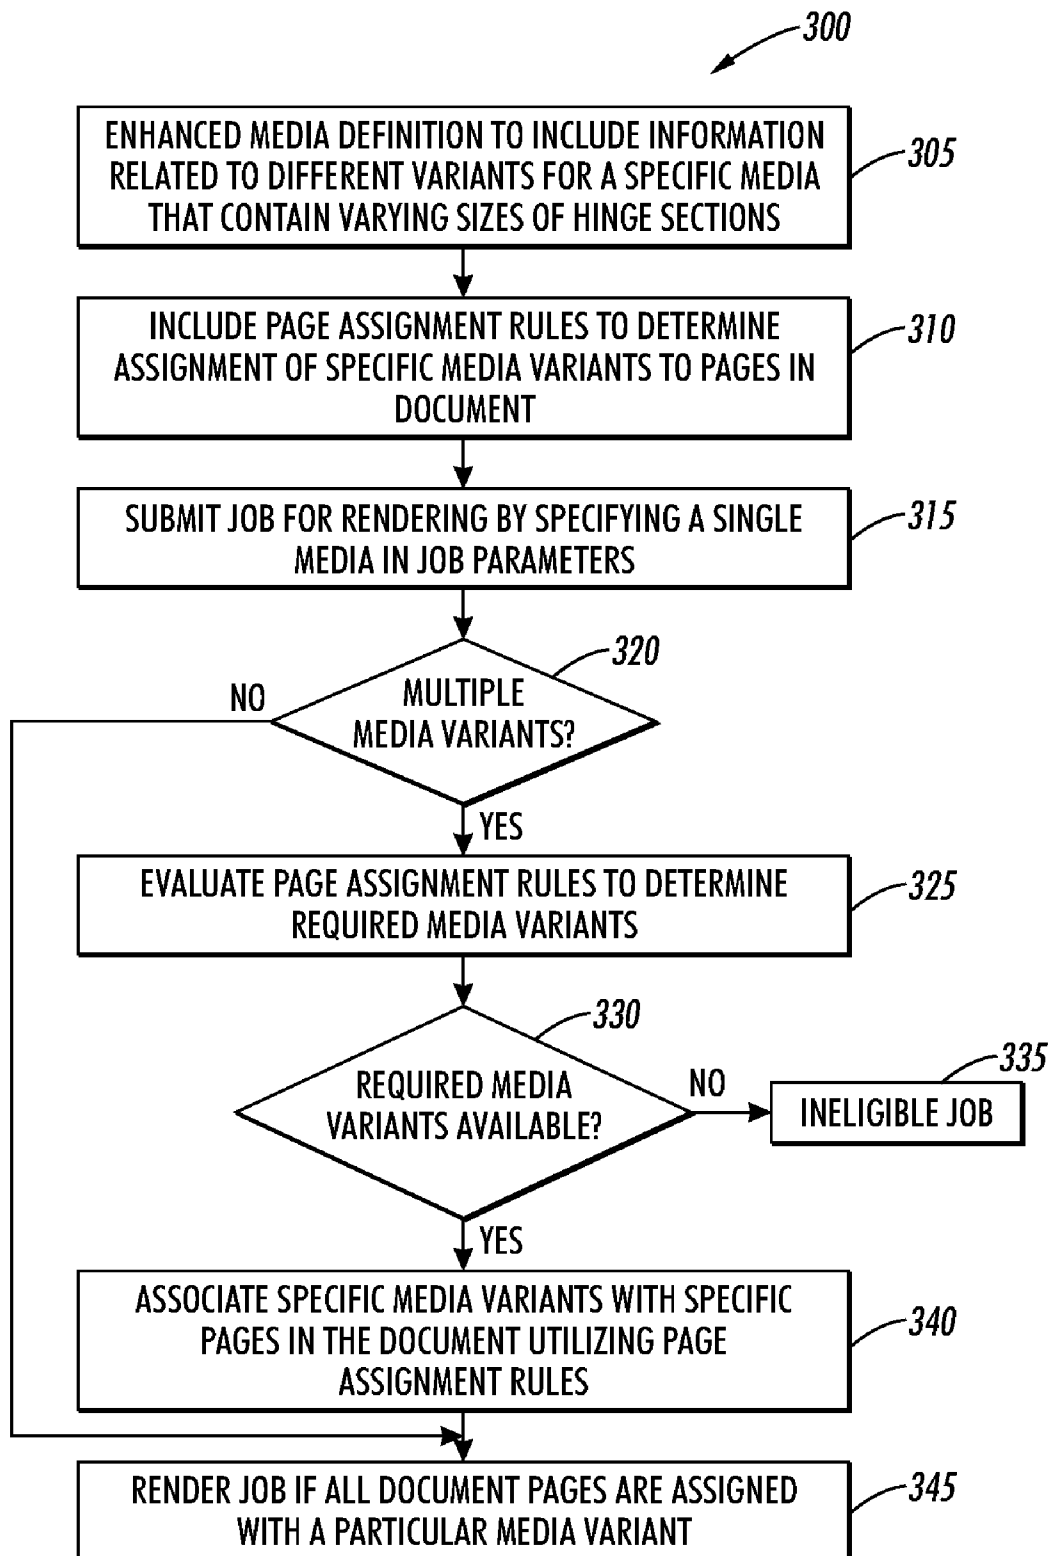 300
ENHANCED MEDIA DEFINITION TO INCLUDE INFORMATION
RELATED TO DIFFERENT VARIANTS FOR A SPECIFIC MEDIA
THAT CONTAIN VARYING SIZES OF HINGE SECTIONS
305
INCLUDE PAGE ASSIGNMENT RULES TO DETERMINE
ASSIGNMENT OF SPECIFIC MEDIA VARIANTS TO PAGES IN
DOCUMENT
310
SUBMIT JOB FOR RENDERING BY SPECIFYING A SINGLE
MEDIA IN JOB PARAMETERS
315
320
MULTIPLE
MEDIA VARIANTS?
NO
YES
EVALUATE PAGE ASSIGNMENT RULES TO DETERMINE
REQUIRED MEDIA VARIANTS
325
330
REQUIRED MEDIA
VARIANTS AVAILABLE?
NO
335
INELIGIBLE JOB
YES
ASSOCIATE SPECIFIC MEDIA VARIANTS WITH SPECIFIC
PAGES IN THE DOCUMENT UTILIZING PAGE
ASSIGNMENT RULES
340
RENDER JOB IF ALL DOCUMENT PAGES ARE ASSIGNED
WITH A PARTICULAR MEDIA VARIANT
345